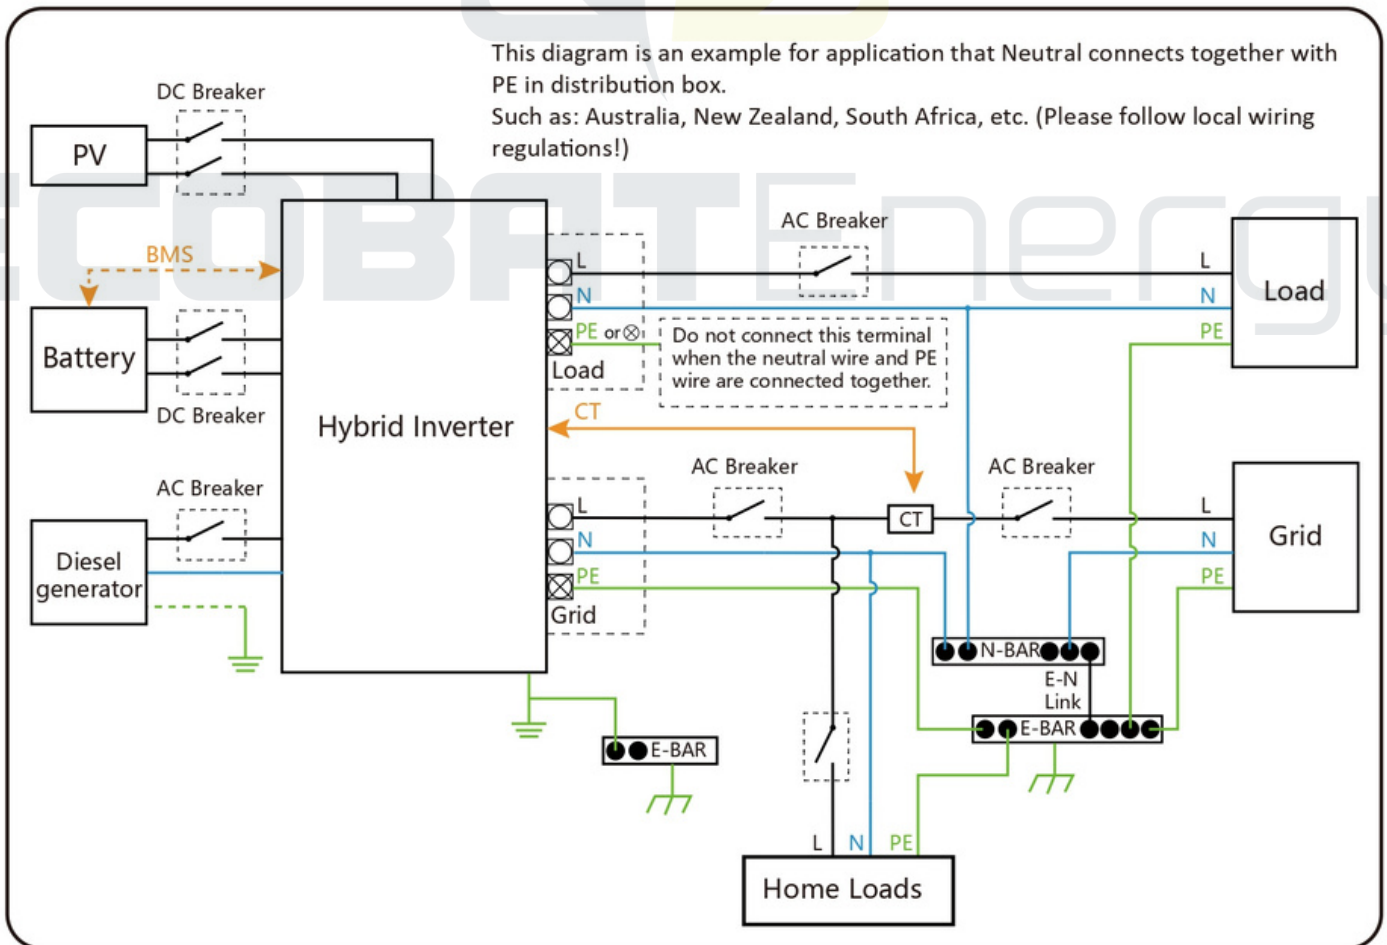 This diagram is an example for application that Neutral connects together with
PE in distribution box.
Such as: Australia, New Zealand, South Africa, etc. (Please follow local wiring
regulations!)
DC Breaker
PV
ECOBATEnergy
AC Breaker
BMS
L
L
N
N
Load
PE or
PE
Do not connect this terminal
when the neutral wire and PE
wire are connected together.
Battery
Load
DC Breaker
CT
Hybrid Inverter
AC Breaker
AC Breaker
AC Breaker
L
CT
L
N
N
Grid
Diesel
generator
PE
PE
Grid
N-BAR
E-N
Link
E-BAR
E-BAR
L
N
PE
Home Loads